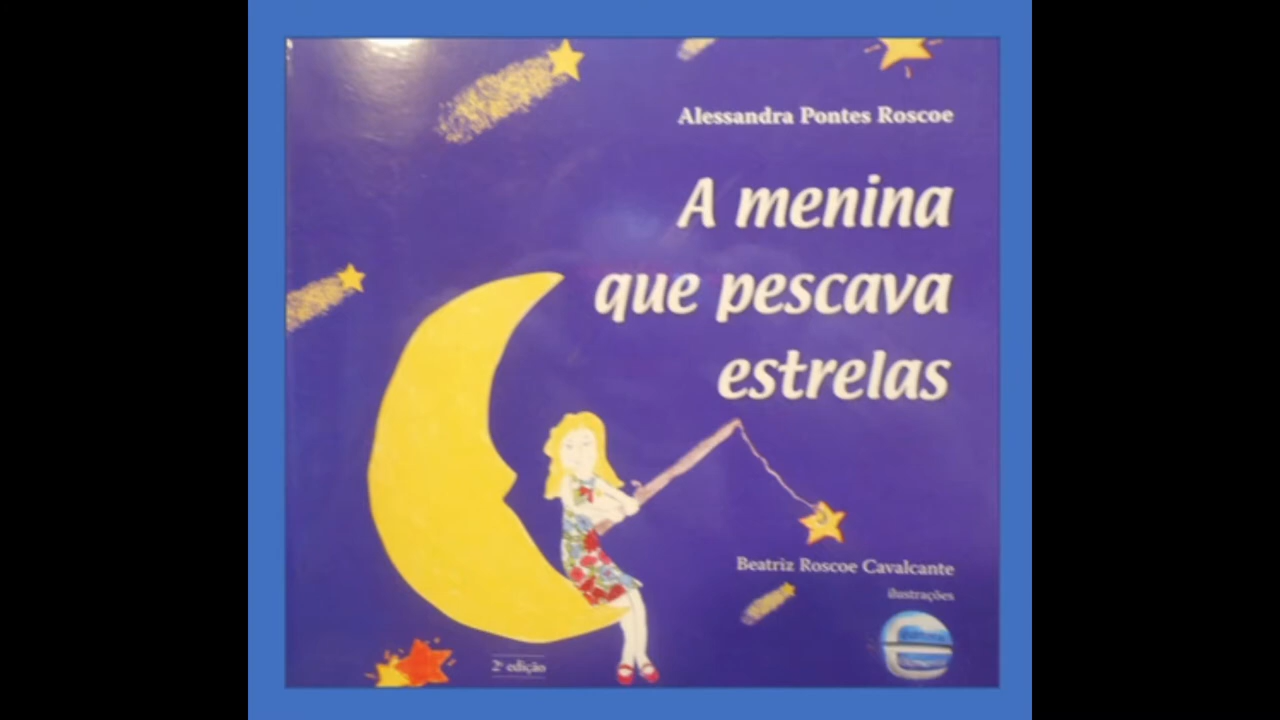 Alessandra Pontes Roscoe
A menina
que pescava
estrelas
Beatriz Roscoe Cavalcante
ilustrações
2ª edição